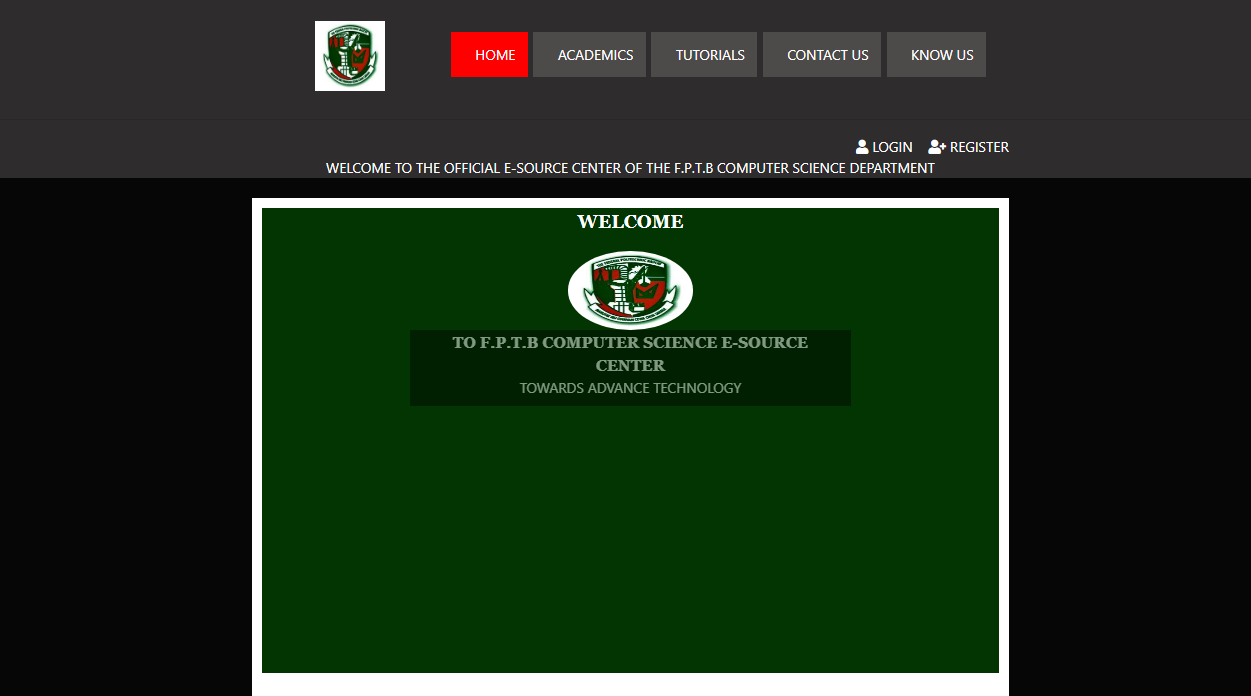 HOME ACADEMICS TUTORIALS CONTACT US KNOW US
LOGIN REGISTER
WELCOME TO THE OFFICIAL E-SOURCE CENTER OF THE F.P.T.B COMPUTER SCIENCE DEPARTMENT
WELCOME
TO F.P.T.B COMPUTER SCIENCE E-SOURCE
CENTER
TOWARDS ADVANCE TECHNOLOGY